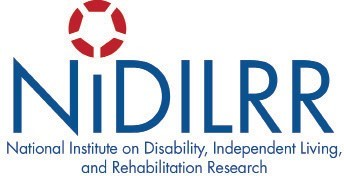 NiDILRR
National Institute on Disability, Independent Living,
and Rehabilitation Research